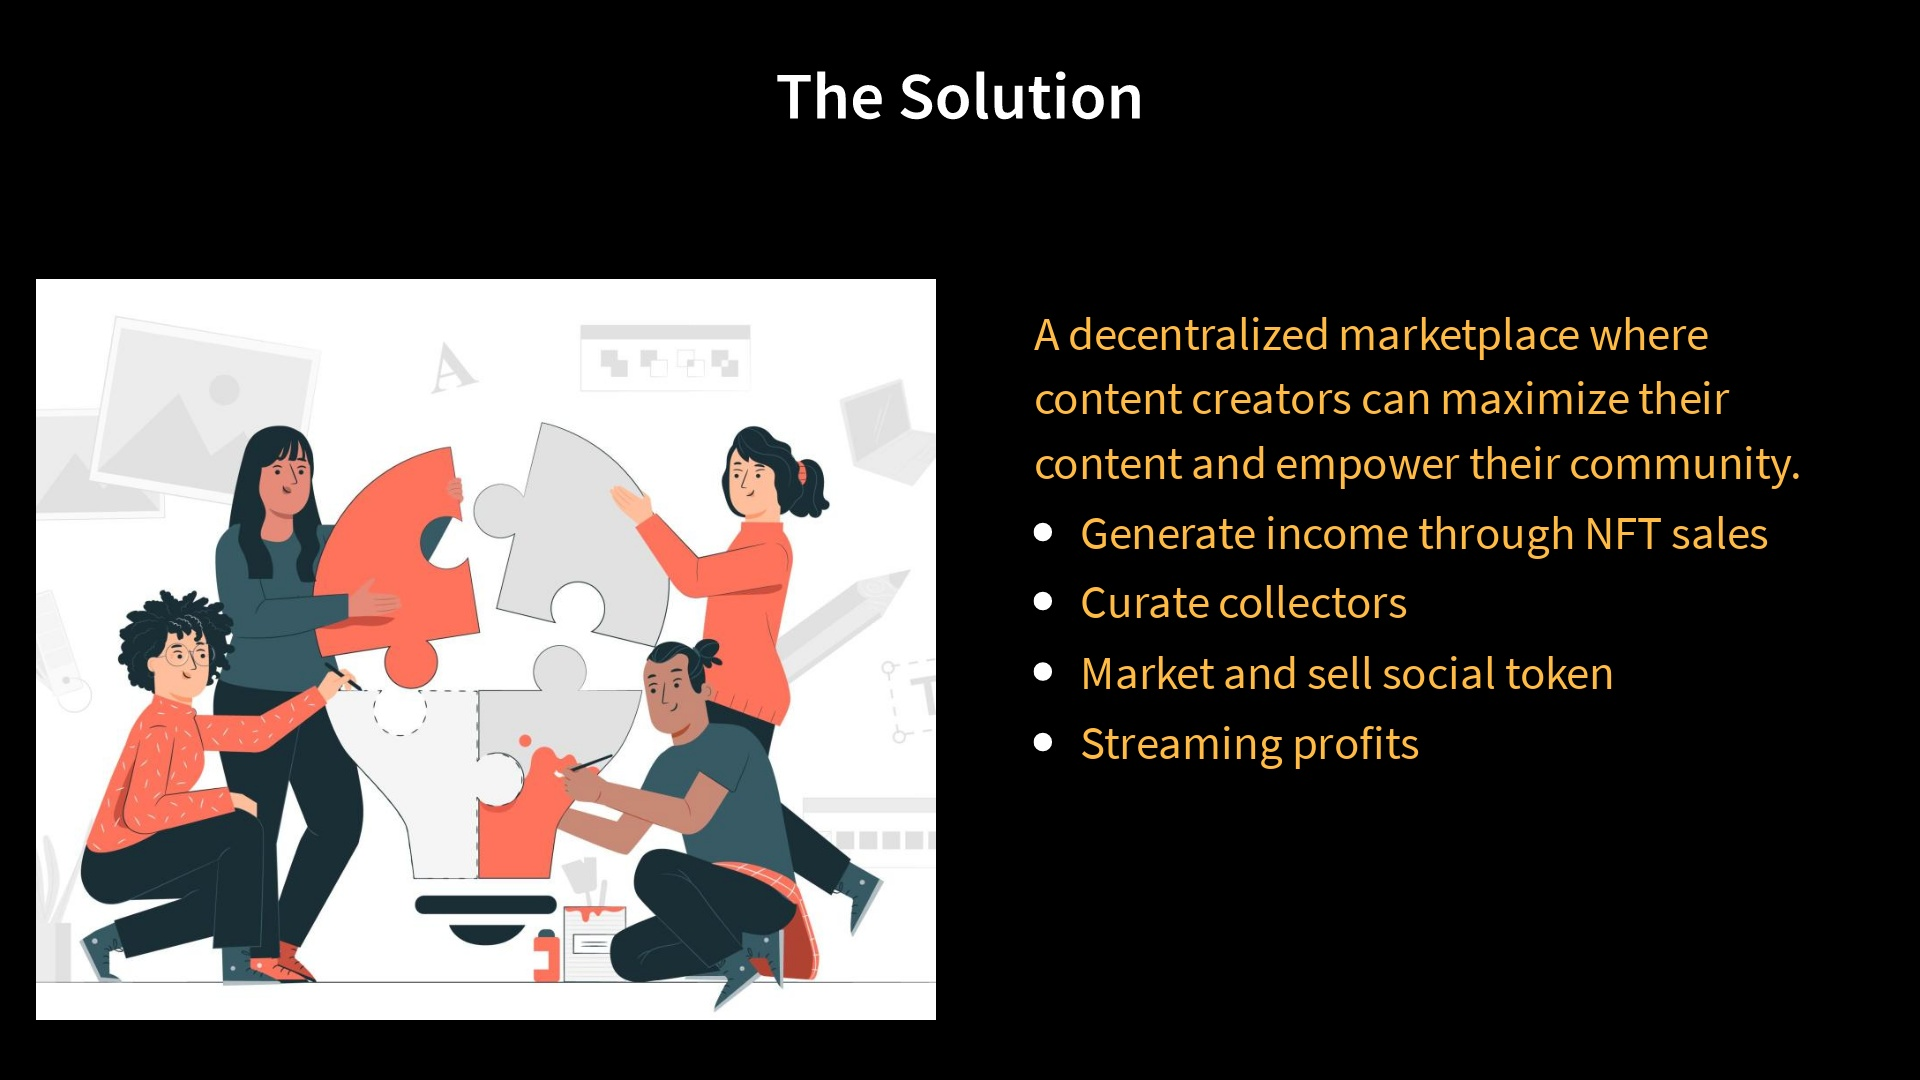 The Solution
A
A decentralized marketplace where
content creators can maximize their
content and empower their community.
Generate income through NFT sales
Curate collectors
Market and sell social token
Streaming profits
T